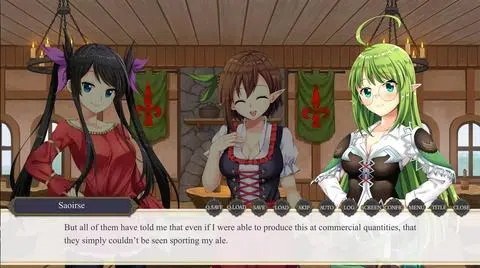 Saoirse
Q.SAVE Q.LOAD SAVE LOAD SKIP AUTO LOG SCREEN CONFIG MENU TITLE CLOSE
But all of them have told me that even if I were able to produce this at commercial quantities, that
they simply couldn't be seen sporting my ale.